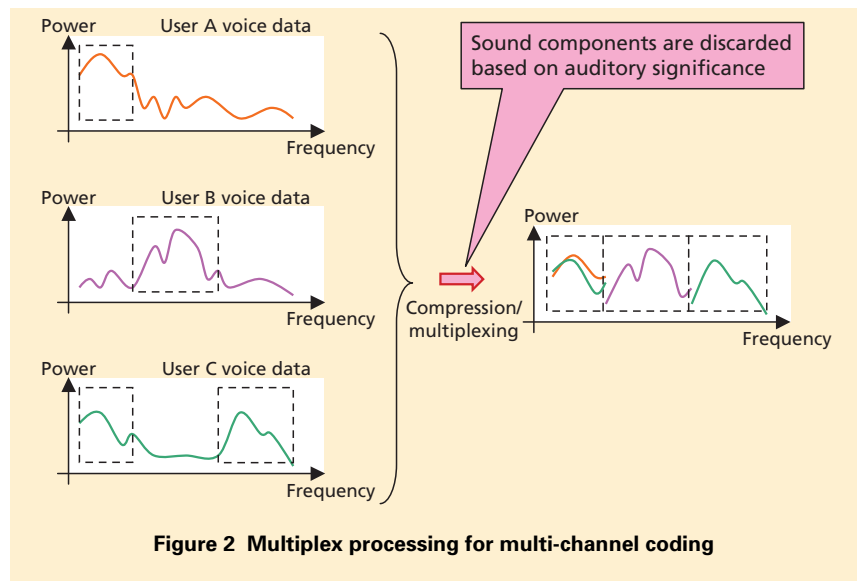 Power
User A voice data
Frequency
Power
User B voice data
Frequency
Power
User C voice data
Frequency
Sound components are discarded
based on auditory significance
Compression/
multiplexing
Power
Frequency
Figure 2 Multiplex processing for multi-channel coding